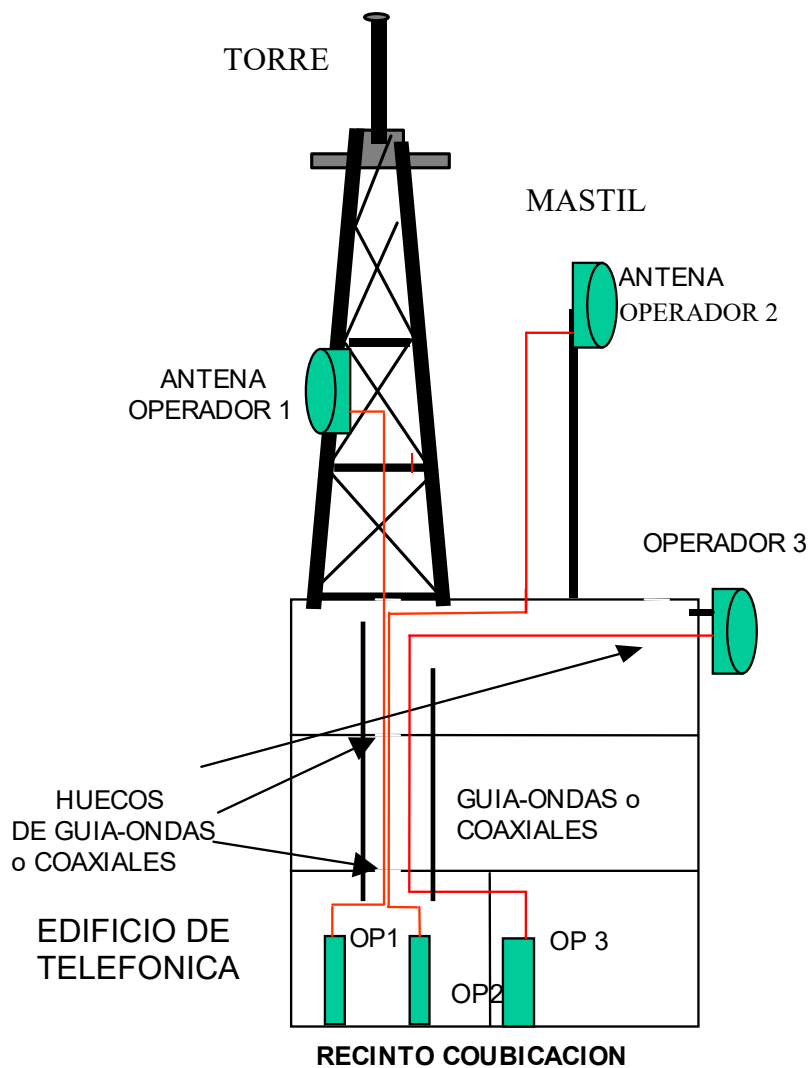 TORRE
MASTIL
ANTENA
OPERADOR 2
ANTENA
OPERADOR 1
OPERADOR 3
HUECOS
DE GUIA-ONDAS
o COAXIALES
GUIA-ONDAS o
COAXIALES
EDIFICIO DE
TELEFONICA
OP1
OP2
OP 3
RECINTO COUBICACION